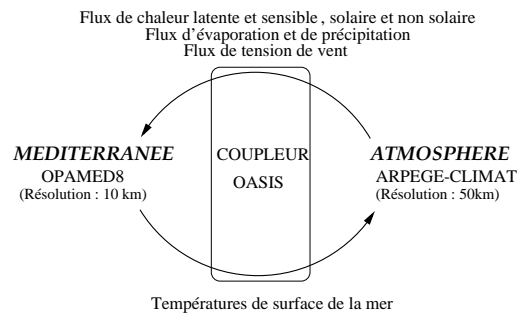 Flux de chaleur latente et sensible , solaire et non solaire
Flux d'évaporation et de précipitation
Flux de tension de vent
MEDITERRANEE
OPAMED8
(Résolution : 10 km)
COUPLEUR
OASIS
ATMOSPHERE
ARPEGE-CLIMAT
(Résolution : 50km)
Températures de surface de la mer